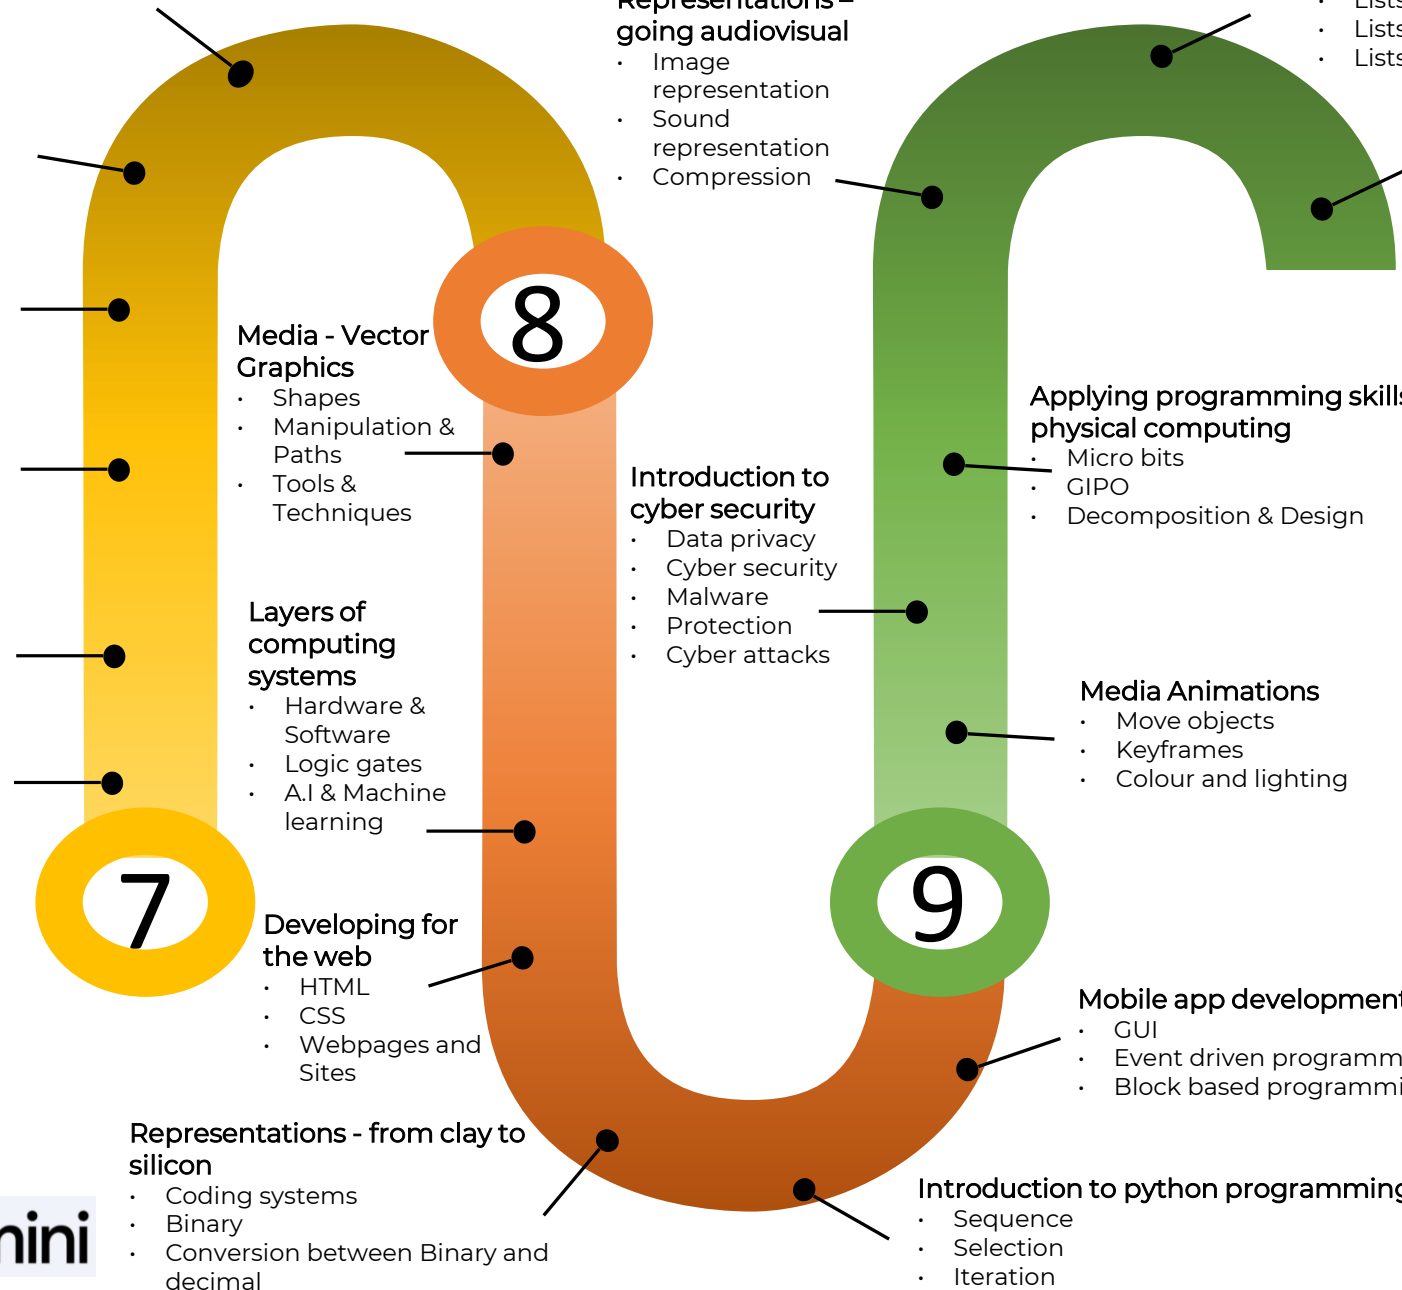 Representations –
going audiovisual
• Image
representation
• Sound
representation
• Compression
• Lists
• Lists
• Lists
8
Media - Vector
Graphics
• Shapes
• Manipulation &
Paths
• Tools &
Techniques
Applying programming skills
physical computing
• Micro bits
• GIPO
• Decomposition & Design
Introduction to
cyber security
• Data privacy
• Cyber security
• Malware
• Protection
• Cyber attacks
Layers of
computing
systems
• Hardware &
Software
• Logic gates
• A.I & Machine
learning
Media Animations
• Move objects
• Keyframes
• Colour and lighting
7
9
Developing for
the web
• HTML
• CSS
• Webpages and
Sites
Mobile app development
• GUI
• Event driven programm
• Block based programmi
Representations - from clay to
silicon
• Coding systems
• Binary
• Conversion between Binary and
decimal
Introduction to python programming
• Sequence
• Selection
• Iteration